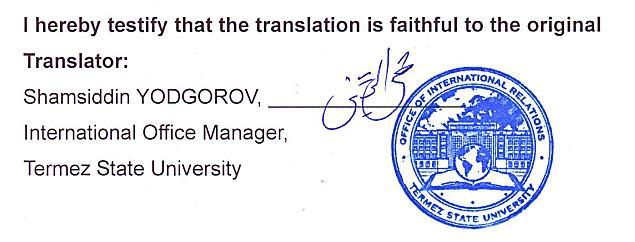 I hereby testify that the translation is faithful to the original
Translator:
Shamsiddin YODGOROV,
International Office Manager,
Termez State University
OFFICE OF INTERNATIONAL RELATIONS
TERMEZ STATE UNIVERSITY